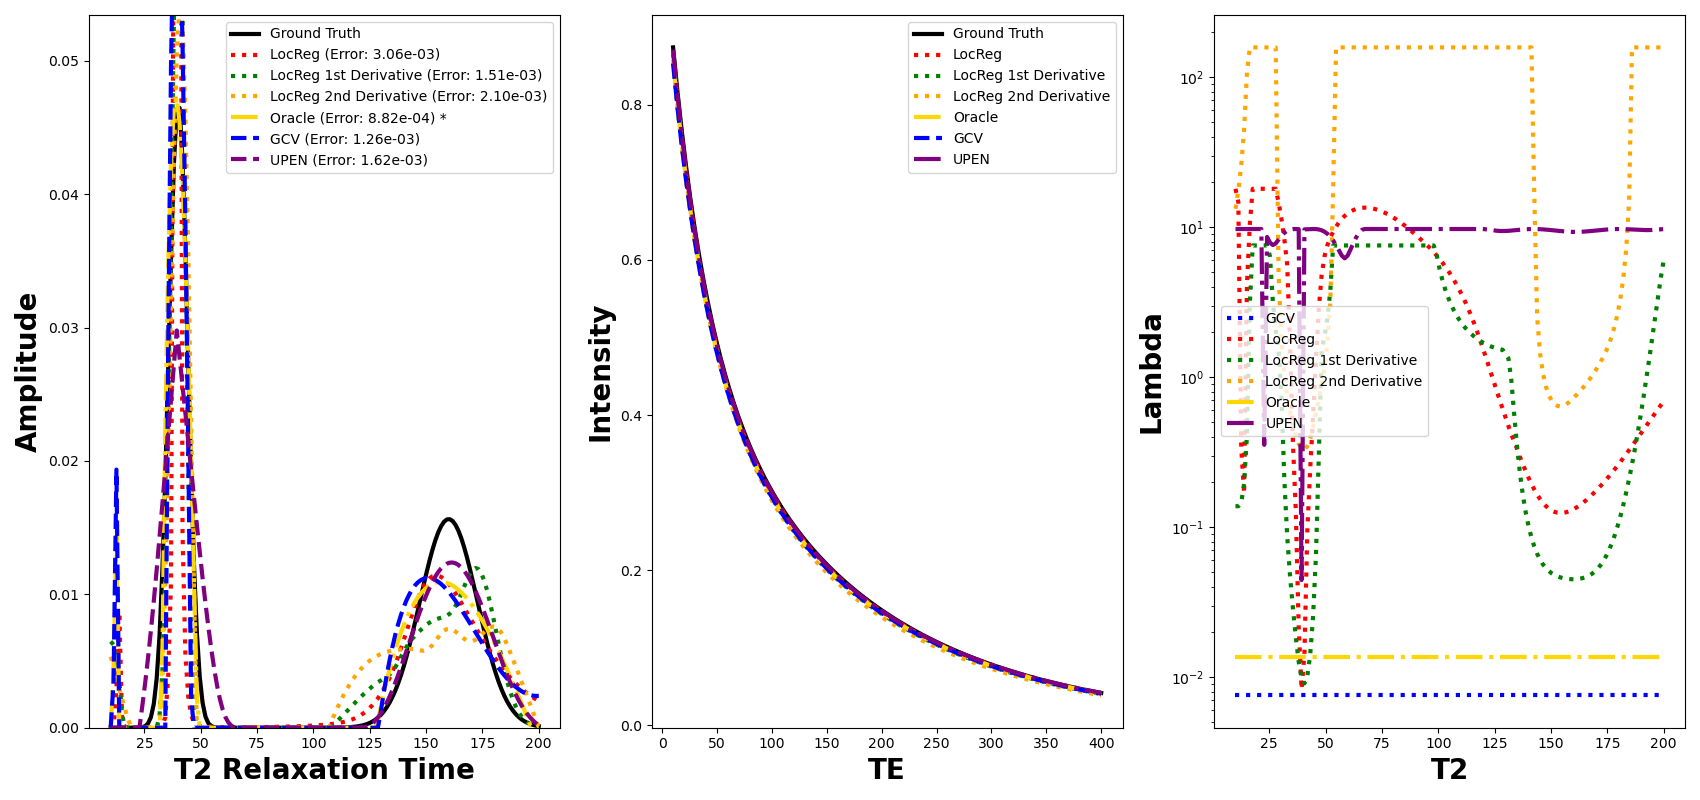 Amplitude
0.05
0.04
0.03
0.02
0.01
0.00
25 50 75 100 125 150 175 200
T2 Relaxation Time
Ground Truth
LocReg (Error: 3.06e-03)
LocReg 1st Derivative (Error: 1.51e-03)
LocReg 2nd Derivative (Error: 2.10e-03)
Oracle (Error: 8.82e-04) *
GCV (Error: 1.26e-03)
UPEN (Error: 1.62e-03)
Intensity
0.8
0.6
0.4
0.2
0.0
0 50 100 150 200 250 300 350 400
TE
Ground Truth
LocReg
LocReg 1st Derivative
LocReg 2nd Derivative
Oracle
GCV
UPEN
Lambda
10²
10¹
10⁰
10⁻¹
10⁻²
25 50 75 100 125 150 175 200
T2
GCV
LocReg
LocReg 1st Derivative
LocReg 2nd Derivative
Oracle
UPEN